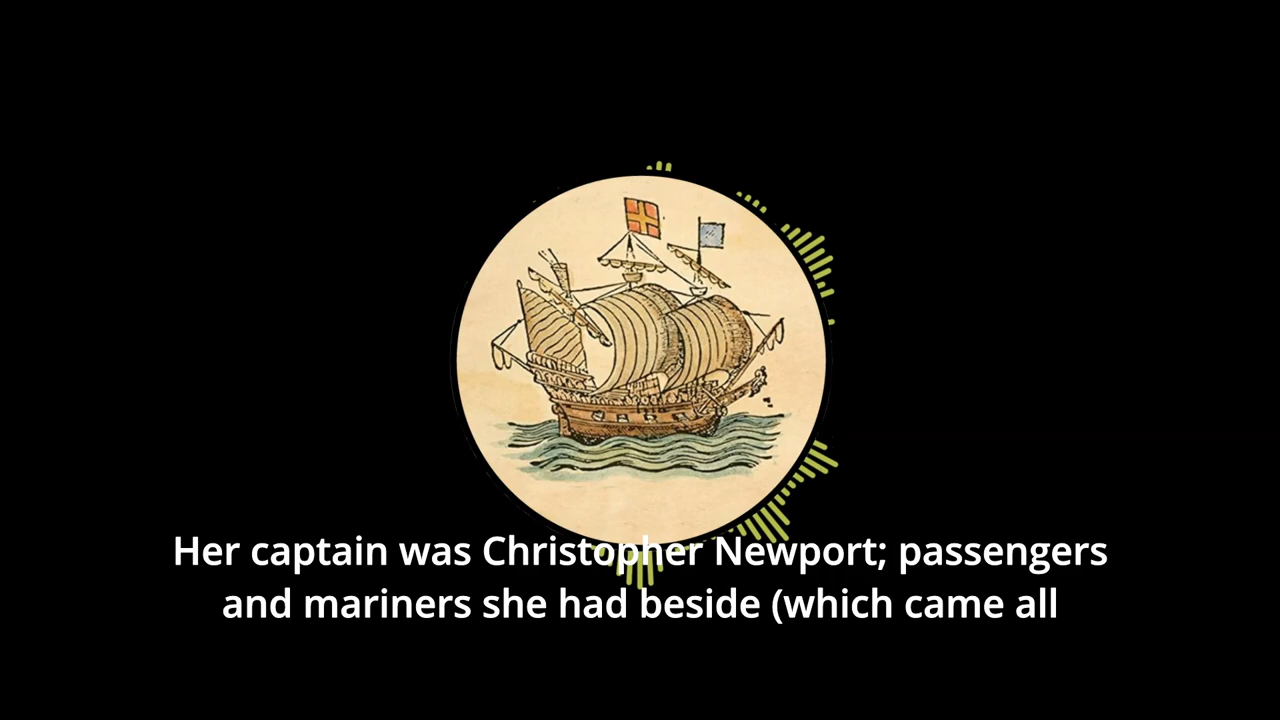 Her captain was Christopher Newport; passengers
and mariners she had beside (which came all